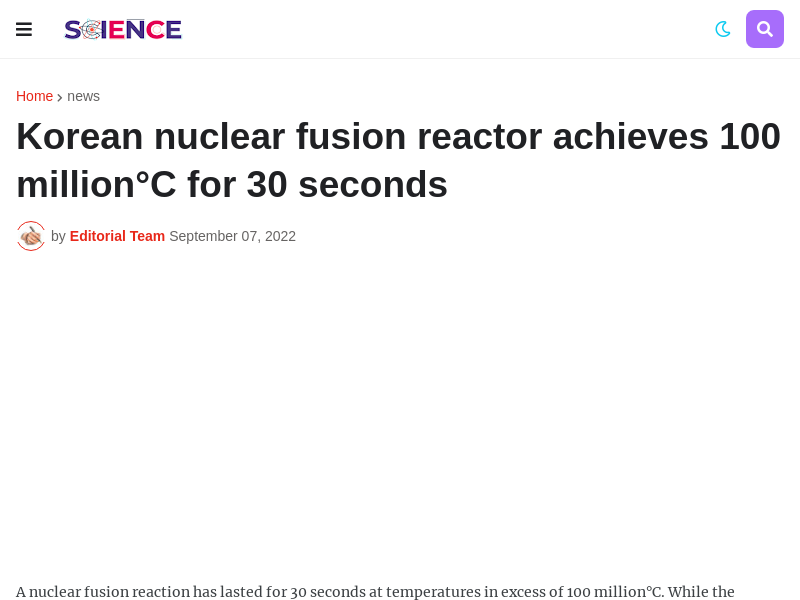 SCIENCE
Home > news
Korean nuclear fusion reactor achieves 100
million°C for 30 seconds
by Editorial Team September 07, 2022
A nuclear fusion reaction has lasted for 30 seconds at temperatures in excess of 100 million°C. While the